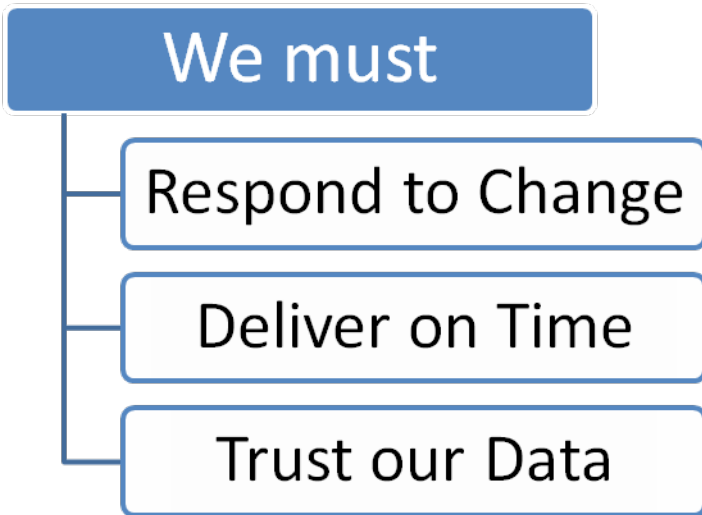 We must
Respond to Change
Deliver on Time
Trust our Data